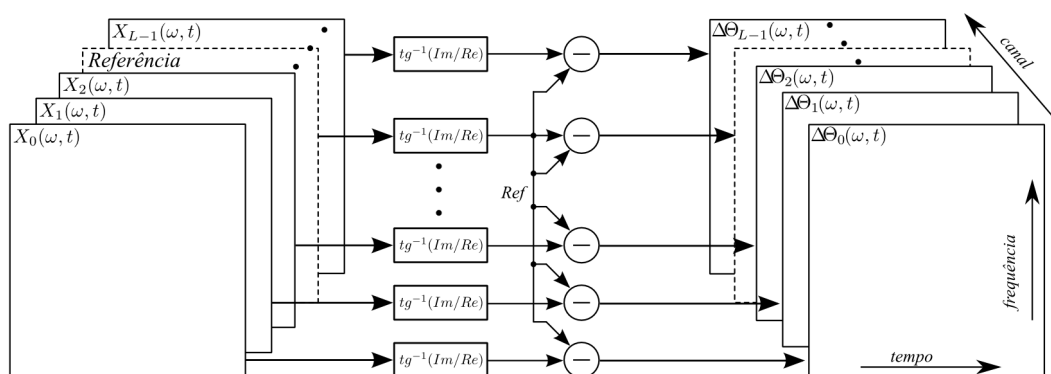 X_{L-1}(ω, t)
Referência
X_2(ω, t)
X_1(ω, t)
X_0(ω, t)
tg^{-1}(Im/Re)
tg^{-1}(Im/Re)
tg^{-1}(Im/Re)
tg^{-1}(Im/Re)
tg^{-1}(Im/Re)
Ref
ΔΘ_{L-1}(ω, t)
ΔΘ_2(ω, t)
ΔΘ_1(ω, t)
ΔΘ_0(ω, t)
canal
frequência
tempo